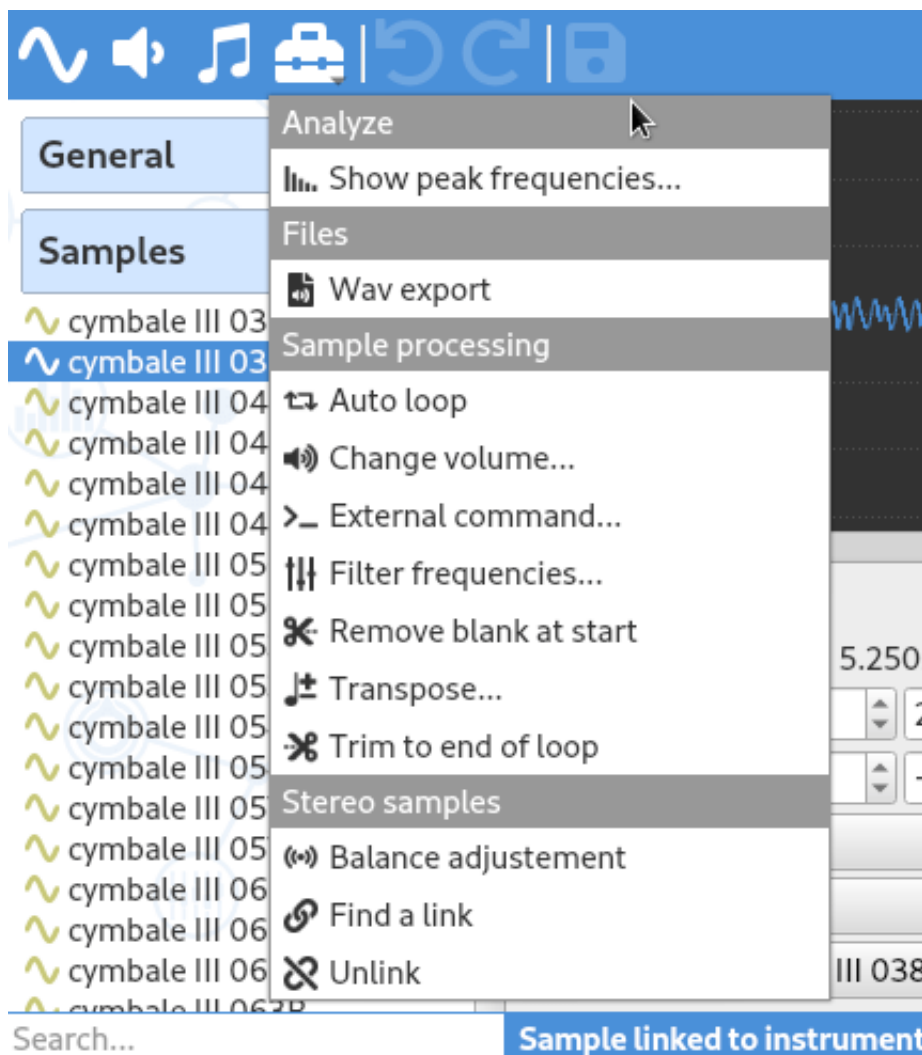 General
Samples
cymbale III 03
cymbale III 03
cymbale III 04
cymbale III 04
cymbale III 04
cymbale III 04
cymbale III 05
cymbale III 05
cymbale III 05
cymbale III 05
cymbale III 05
cymbale III 05
cymbale III 05
cymbale III 05
cymbale III 06
cymbale III 06
cymbale III 06
cymbale III 063B
Search...
Analyze
Show peak frequencies...
Files
Wav export
Sample processing
Auto loop
Change volume...
External command...
Filter frequencies...
Remove blank at start
Transpose...
Trim to end of loop
Stereo samples
Balance adjustement
Find a link
Unlink
5.250
III 038
Sample linked to instrument